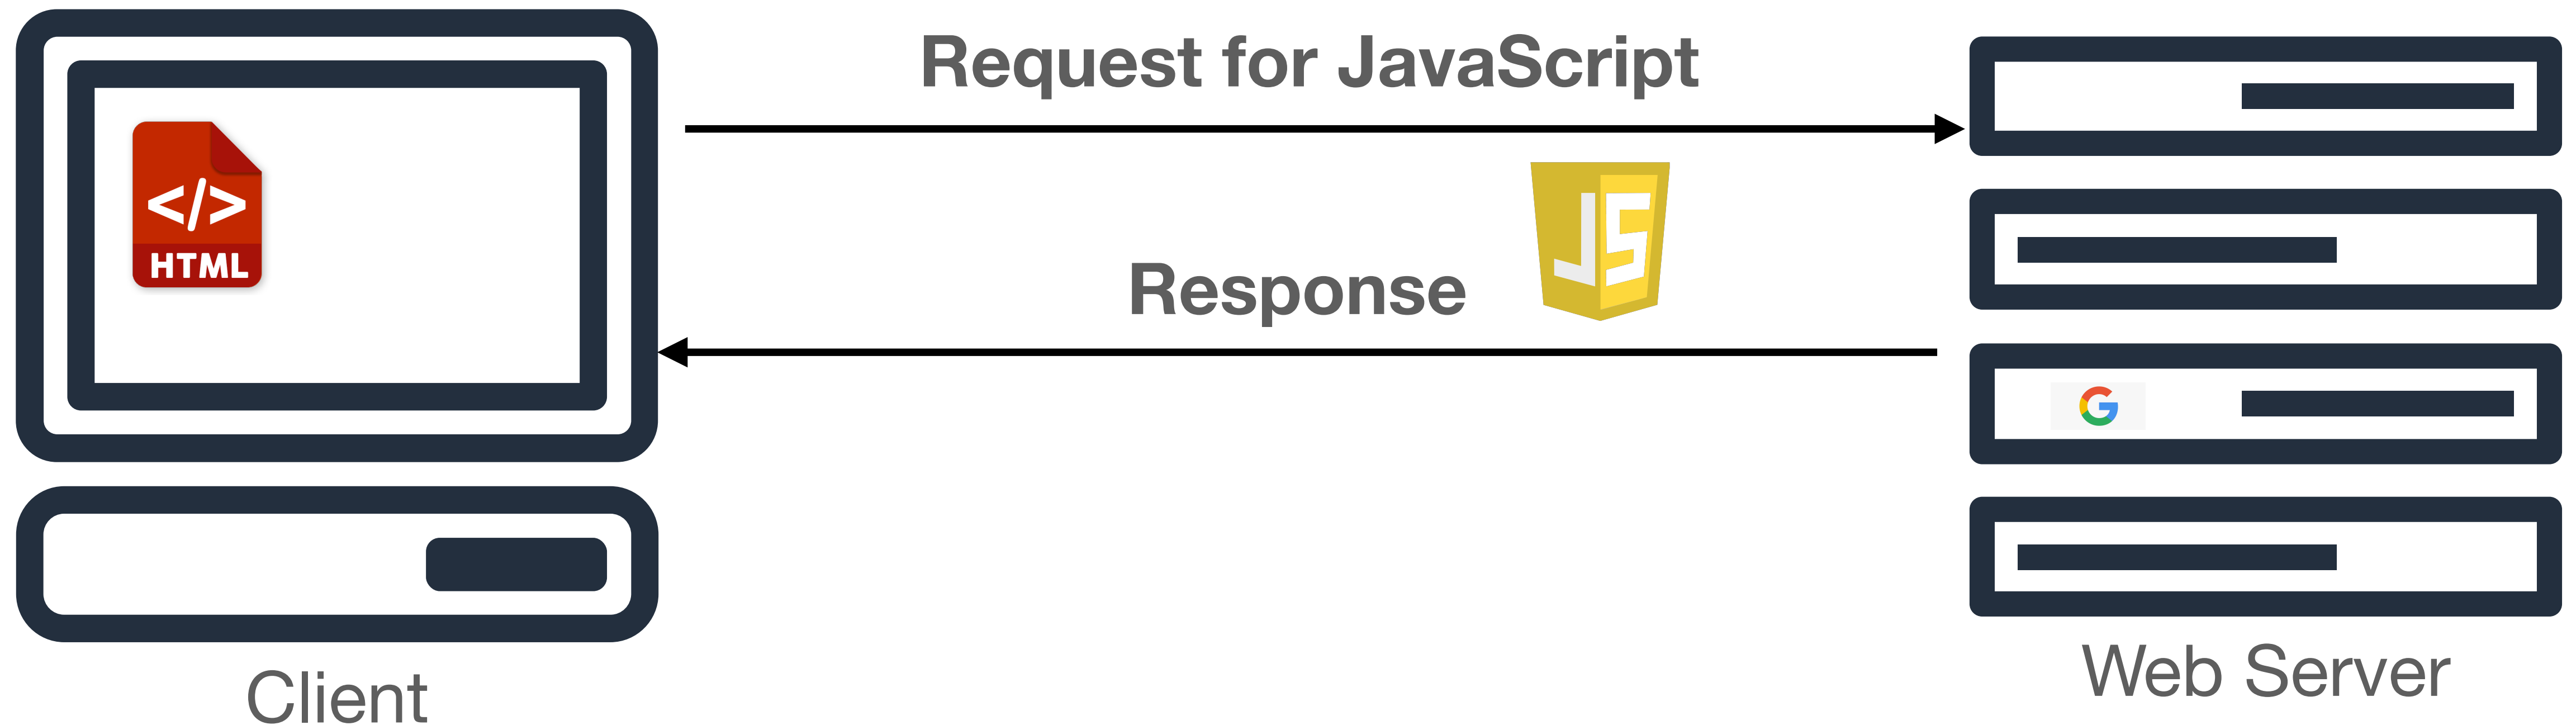 Request for JavaScript
</>
HTML
JS
Response
G
Client
Web Server